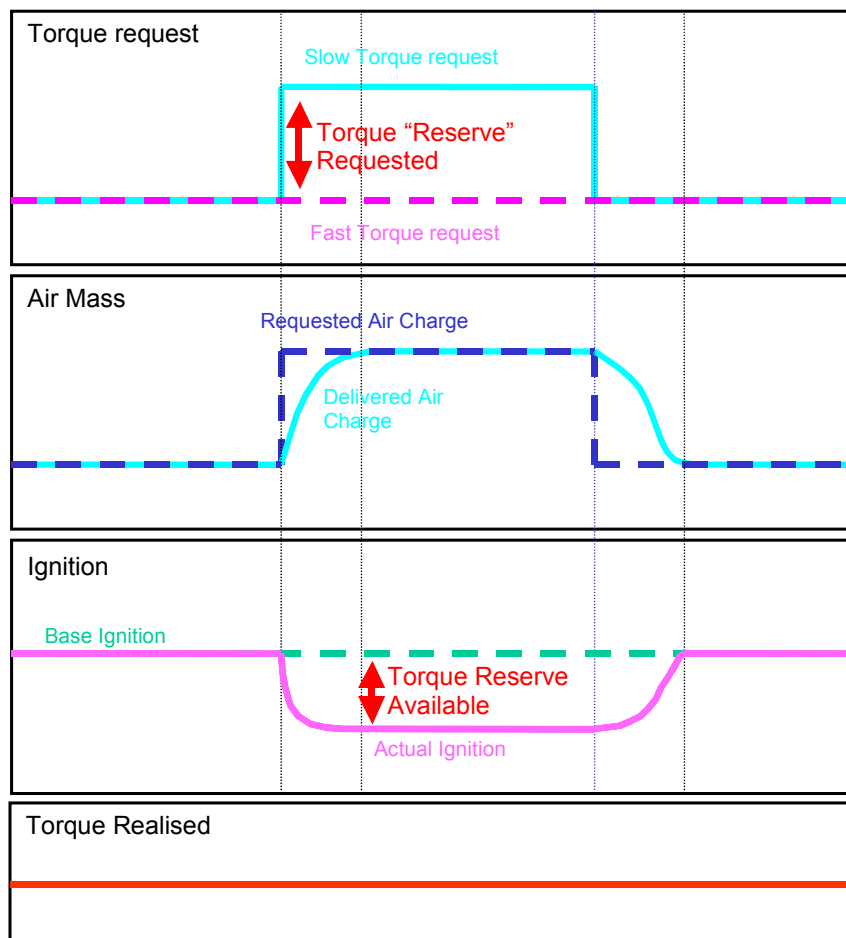 Torque request
Slow Torque request
Torque “Reserve”
Requested
Fast Torque request
Air Mass
Requested Air Charge
Delivered Air
Charge
Ignition
Base Ignition
Torque Reserve
Available
Actual Ignition
Torque Realised